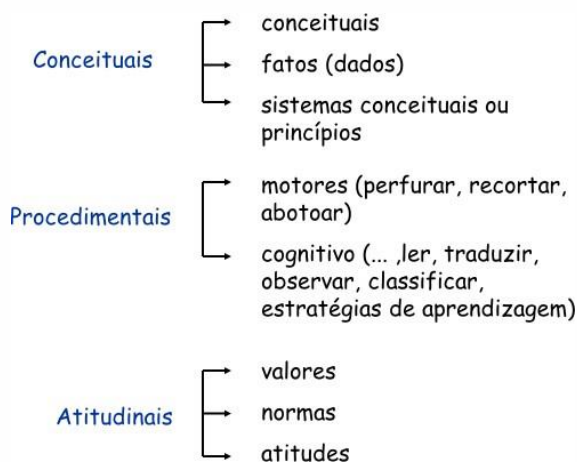 Conceituais
conceituais
fatos (dados)
sistemas conceituais ou
princípios
Procedimentais
motores (perfurar, recortar,
abotoar)
cognitivo (... ,ler, traduzir,
observar, classificar,
estratégias de aprendizagem)
Atitudinais
valores
normas
atitudes